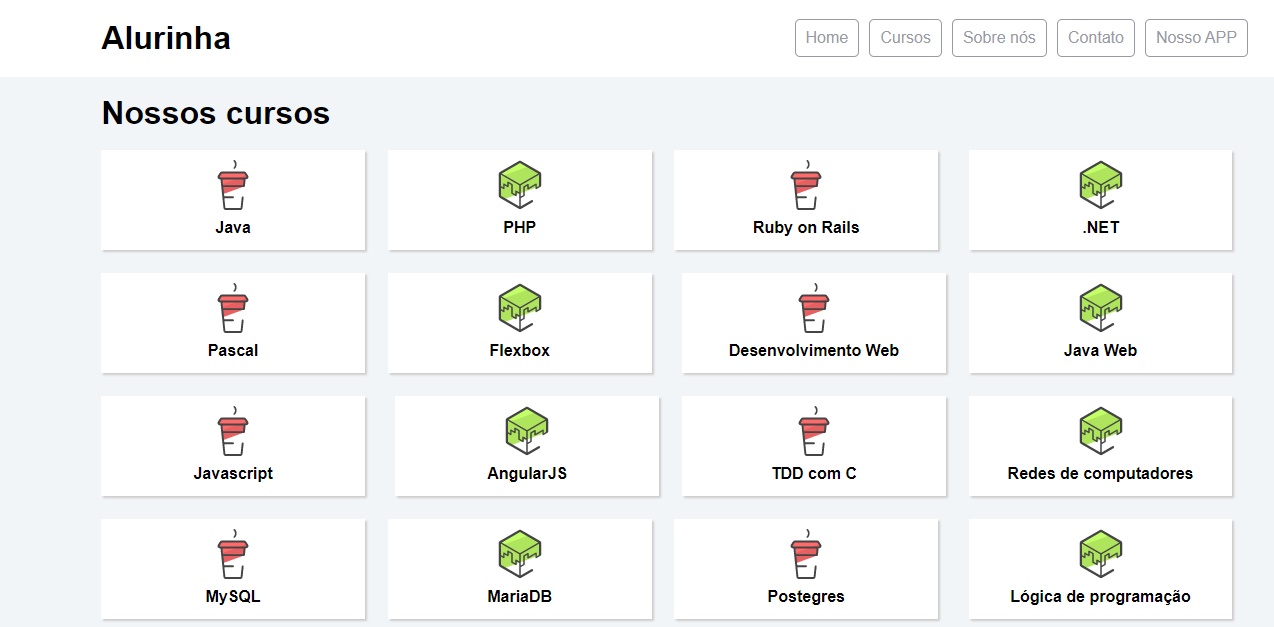 Alurinha
Home Cursos Sobre nós Contato Nosso APP
Nossos cursos
Java PHP Ruby on Rails .NET
Pascal Flexbox Desenvolvimento Web Java Web
Javascript AngularJS TDD com C Redes de computadores
MySQL MariaDB Postegres Lógica de programação